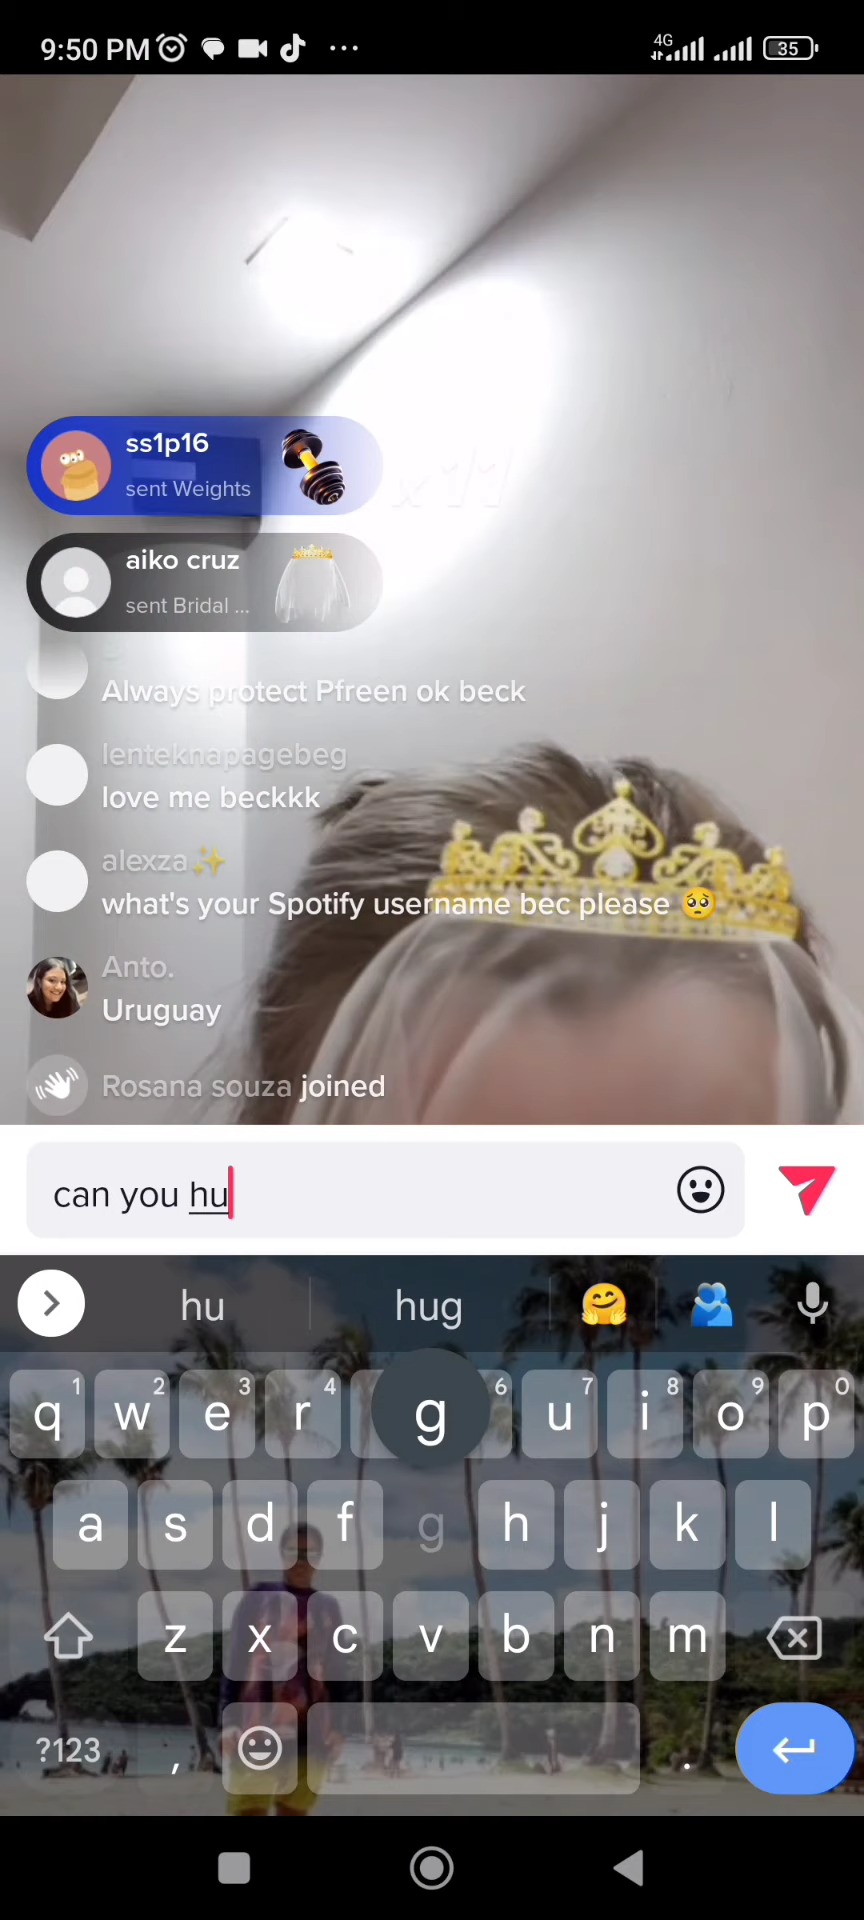 9:50 PM
4G
35
ss1p16
sent Weights
x 11
aiko cruz
sent Bridal ...
Always protect Pfreen ok beck
lenteknapagebeg
love me beckkk
alexza✨
what's your Spotify username bec please 🥺
Anto.
Uruguay
Rosana souza joined
can you hu
hu hug 🤗 🫂
q 1 w 2 e 3 r 4 g 6 u 7 i 8 o 9 p 0
a s d f g h j k l
z x c v b n m
?123 , .